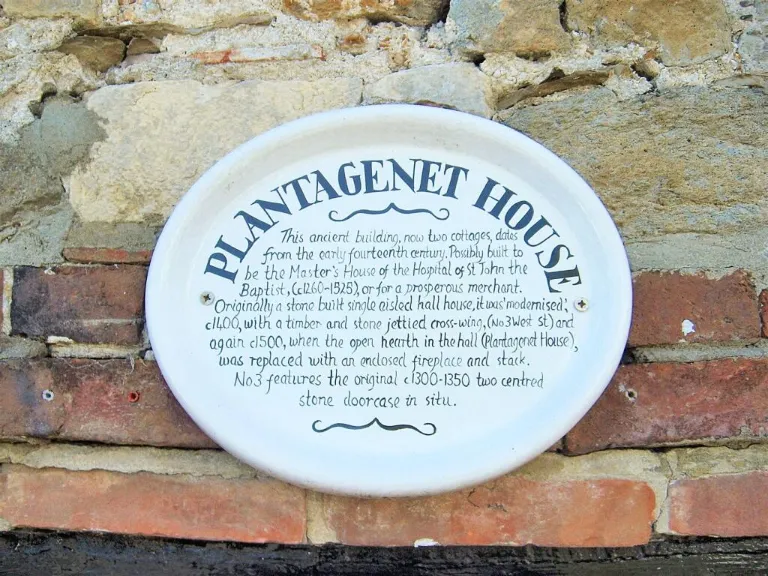 PLANTAGENET HOUSE
This ancient building, now two cottages, dates
from the early fourteenth century. Possibly built to
be the Master's House of the Hospital of St John the
Baptist, (c1260-1525), or for a prosperous merchant.
Originally a stone built single aisled hall house, it was 'modernised',
c1400, with a timber and stone jettied cross-wing, (No3 West St) and
again c1500, when the open hearth in the hall (Plantagenet House),
was replaced with an enclosed fireplace and stack.
No3 features the original c1300-1350 two centred
stone doorcase in situ.